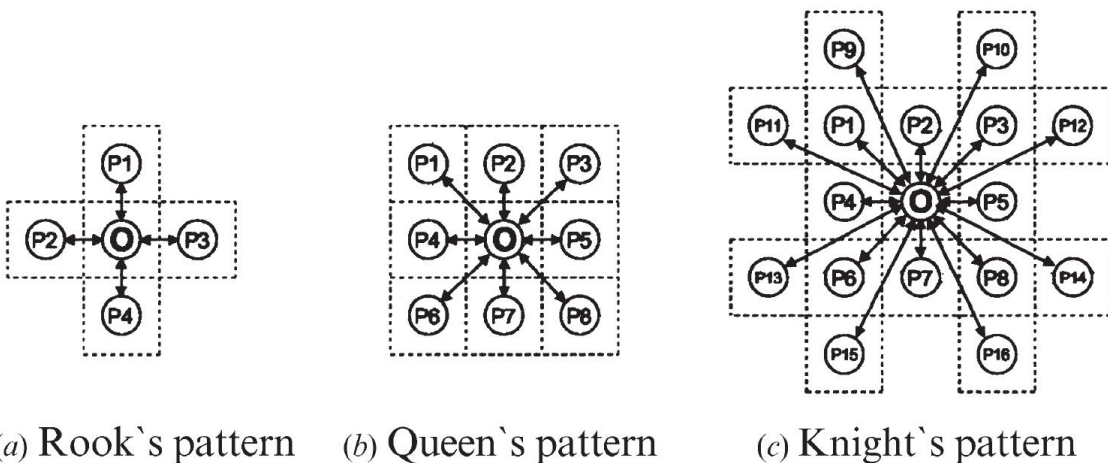 P9 P10
P11 P1 P2 P3 P12
P1 P1 P2 P3 P4 O P5
P2 O P3 P4 O P5 P13 P6 P7 P8 P14
P4 P6 P7 P8 P15 P16
(a) Rook`s pattern (b) Queen`s pattern (c) Knight`s pattern